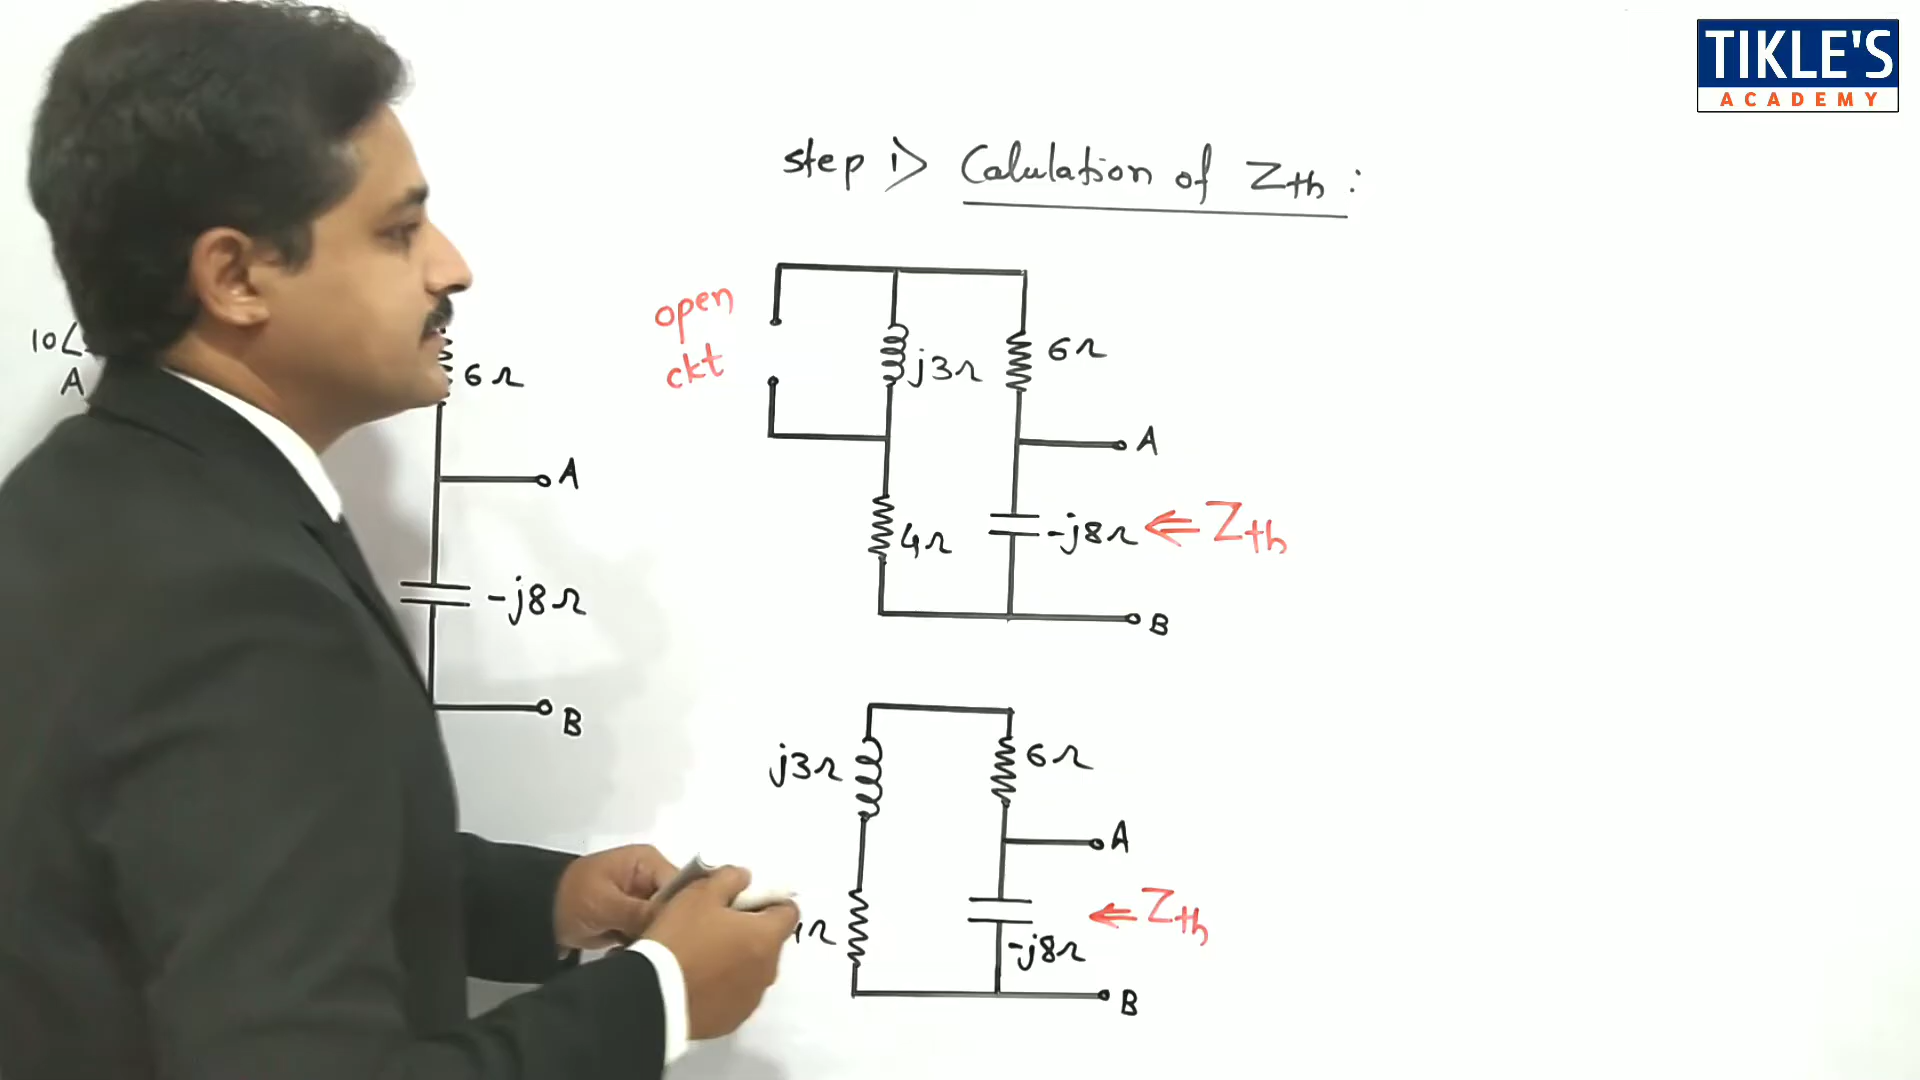 TIKLE'S
ACADEMY
step 1> Calulation of Zth :
10∠
A
6Ω
A
-j8Ω
B
open
ckt
j3Ω
6Ω
A
4Ω
-j8Ω ⇐ Zth
B
j3Ω
6Ω
A
Ω
-j8Ω
← Zth
B